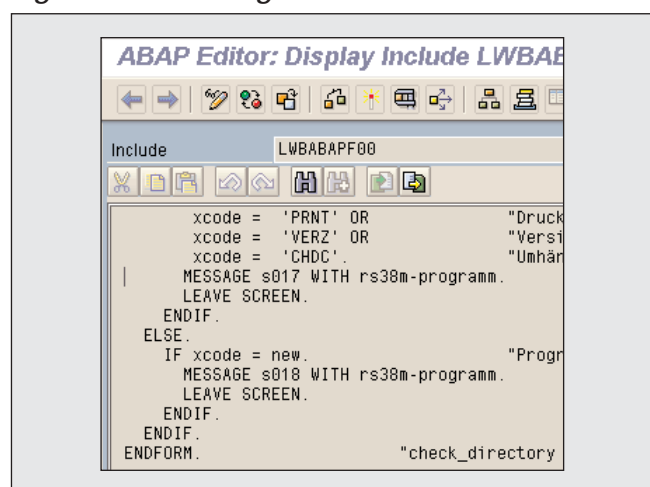 ABAP Editor: Display Include LWBAB
Include LWBABAPF00
xcode = 'PRNT' OR "Druck
xcode = 'VERZ' OR "Versi
xcode = 'CHDC'. "Umhän
MESSAGE s017 WITH rs38m-programm.
LEAVE SCREEN.
ENDIF.
ELSE.
IF xcode = new. "Progr
MESSAGE s018 WITH rs38m-programm.
LEAVE SCREEN.
ENDIF.
ENDIF.
ENDFORM. "check_directory